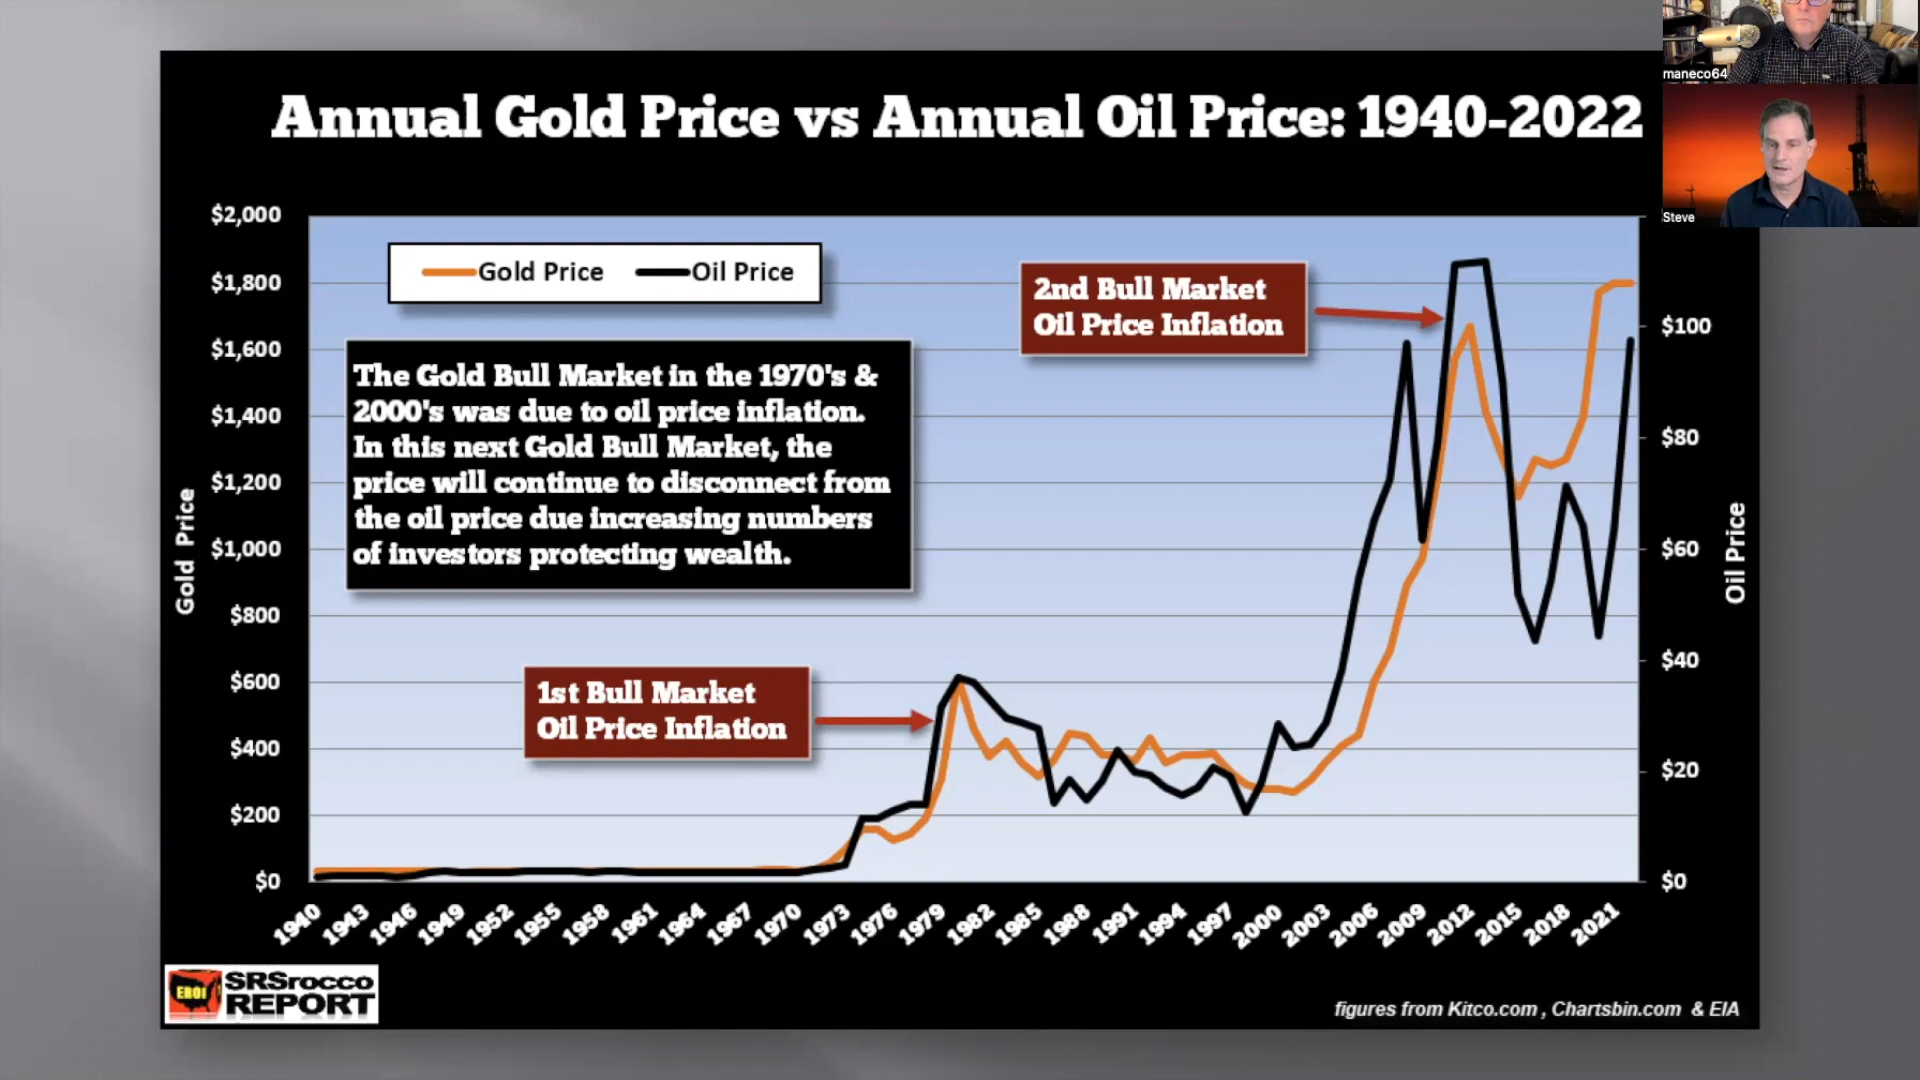 maneco64
Steve
Annual Gold Price vs Annual Oil Price: 1940-2022
Gold Price
Oil Price
The Gold Bull Market in the 1970's &
2000's was due to oil price inflation.
In this next Gold Bull Market, the
price will continue to disconnect from
the oil price due increasing numbers
of investors protecting wealth.
2nd Bull Market
Oil Price Inflation
1st Bull Market
Oil Price Inflation
Gold Price
$2,000
$1,800
$1,600
$1,400
$1,200
$1,000
$800
$600
$400
$200
$0
$100
$80
$60
$40
$20
$0
Oil Price
1940
1943
1946
1949
1952
1955
1958
1961
1964
1967
1970
1973
1976
1979
1982
1985
1988
1991
1994
1997
2000
2003
2006
2009
2012
2015
2018
2021
EROI
SRSrocco
REPORT
figures from Kitco.com , Chartsbin.com & EIA